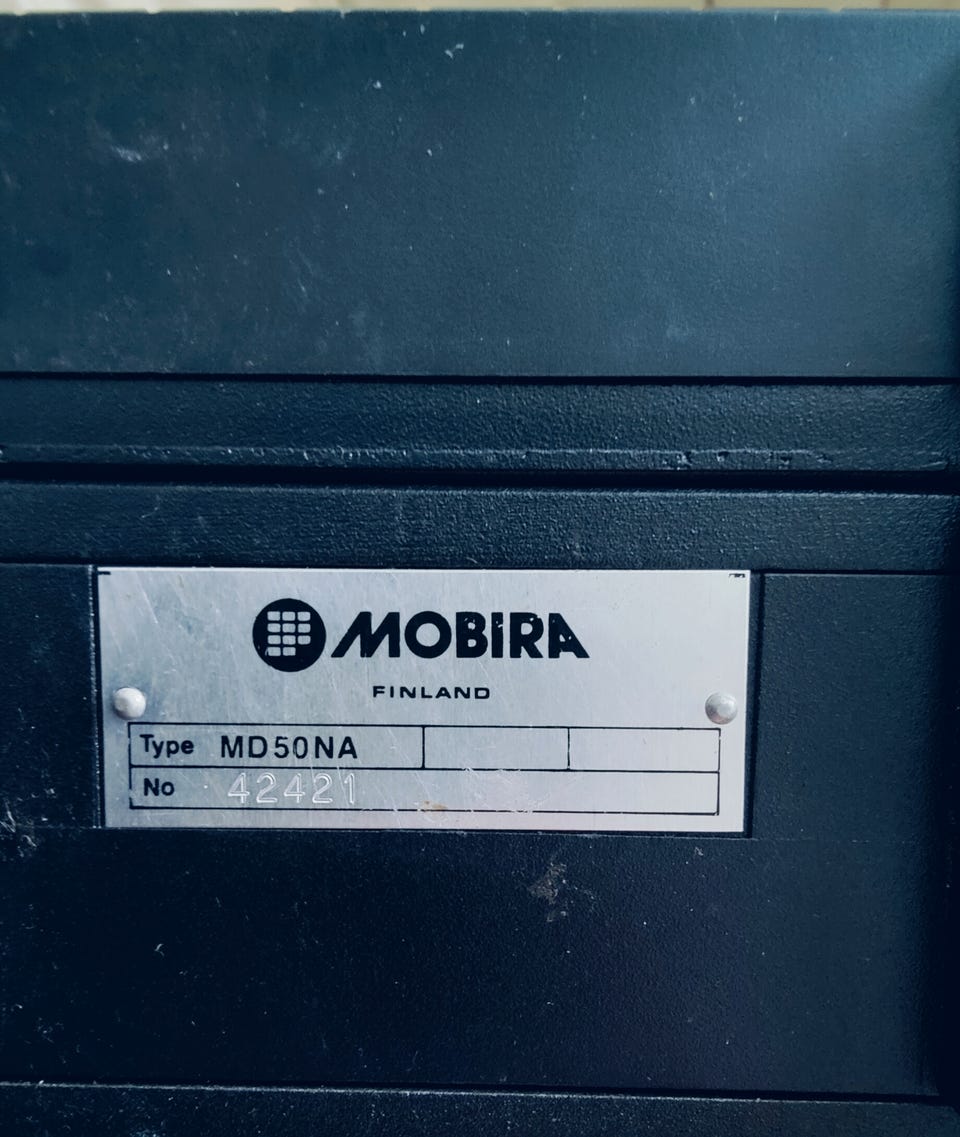 MOBIRA
FINLAND
Type MD50NA
No 42421